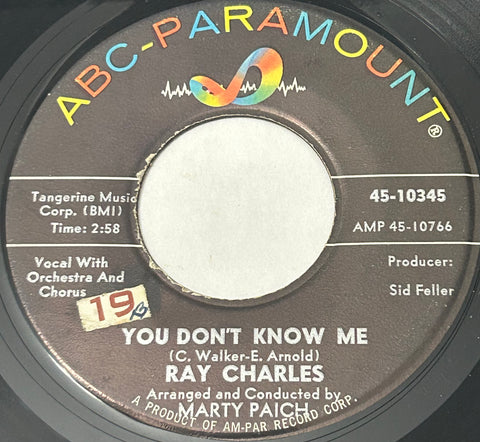 ABC-PARAMOUNT®
Tangerine Music
Corp. (BMI)
Time: 2:58
45-10345
AMP 45-10766
Vocal With
Orchestra And
Chorus
Producer:
Sid Feller
19
YOU DON'T KNOW ME
(C. Walker-E. Arnold)
RAY CHARLES
Arranged and Conducted by
MARTY PAICH
A PRODUCT OF AM-PAR RECORD CORP.